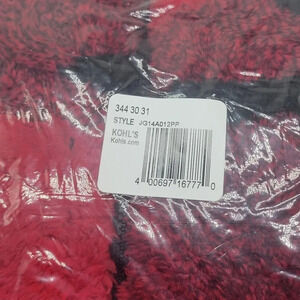 344 30 31
STYLE JG14A012PP
KOHL'S
Kohls.com
4 00697 16777 0